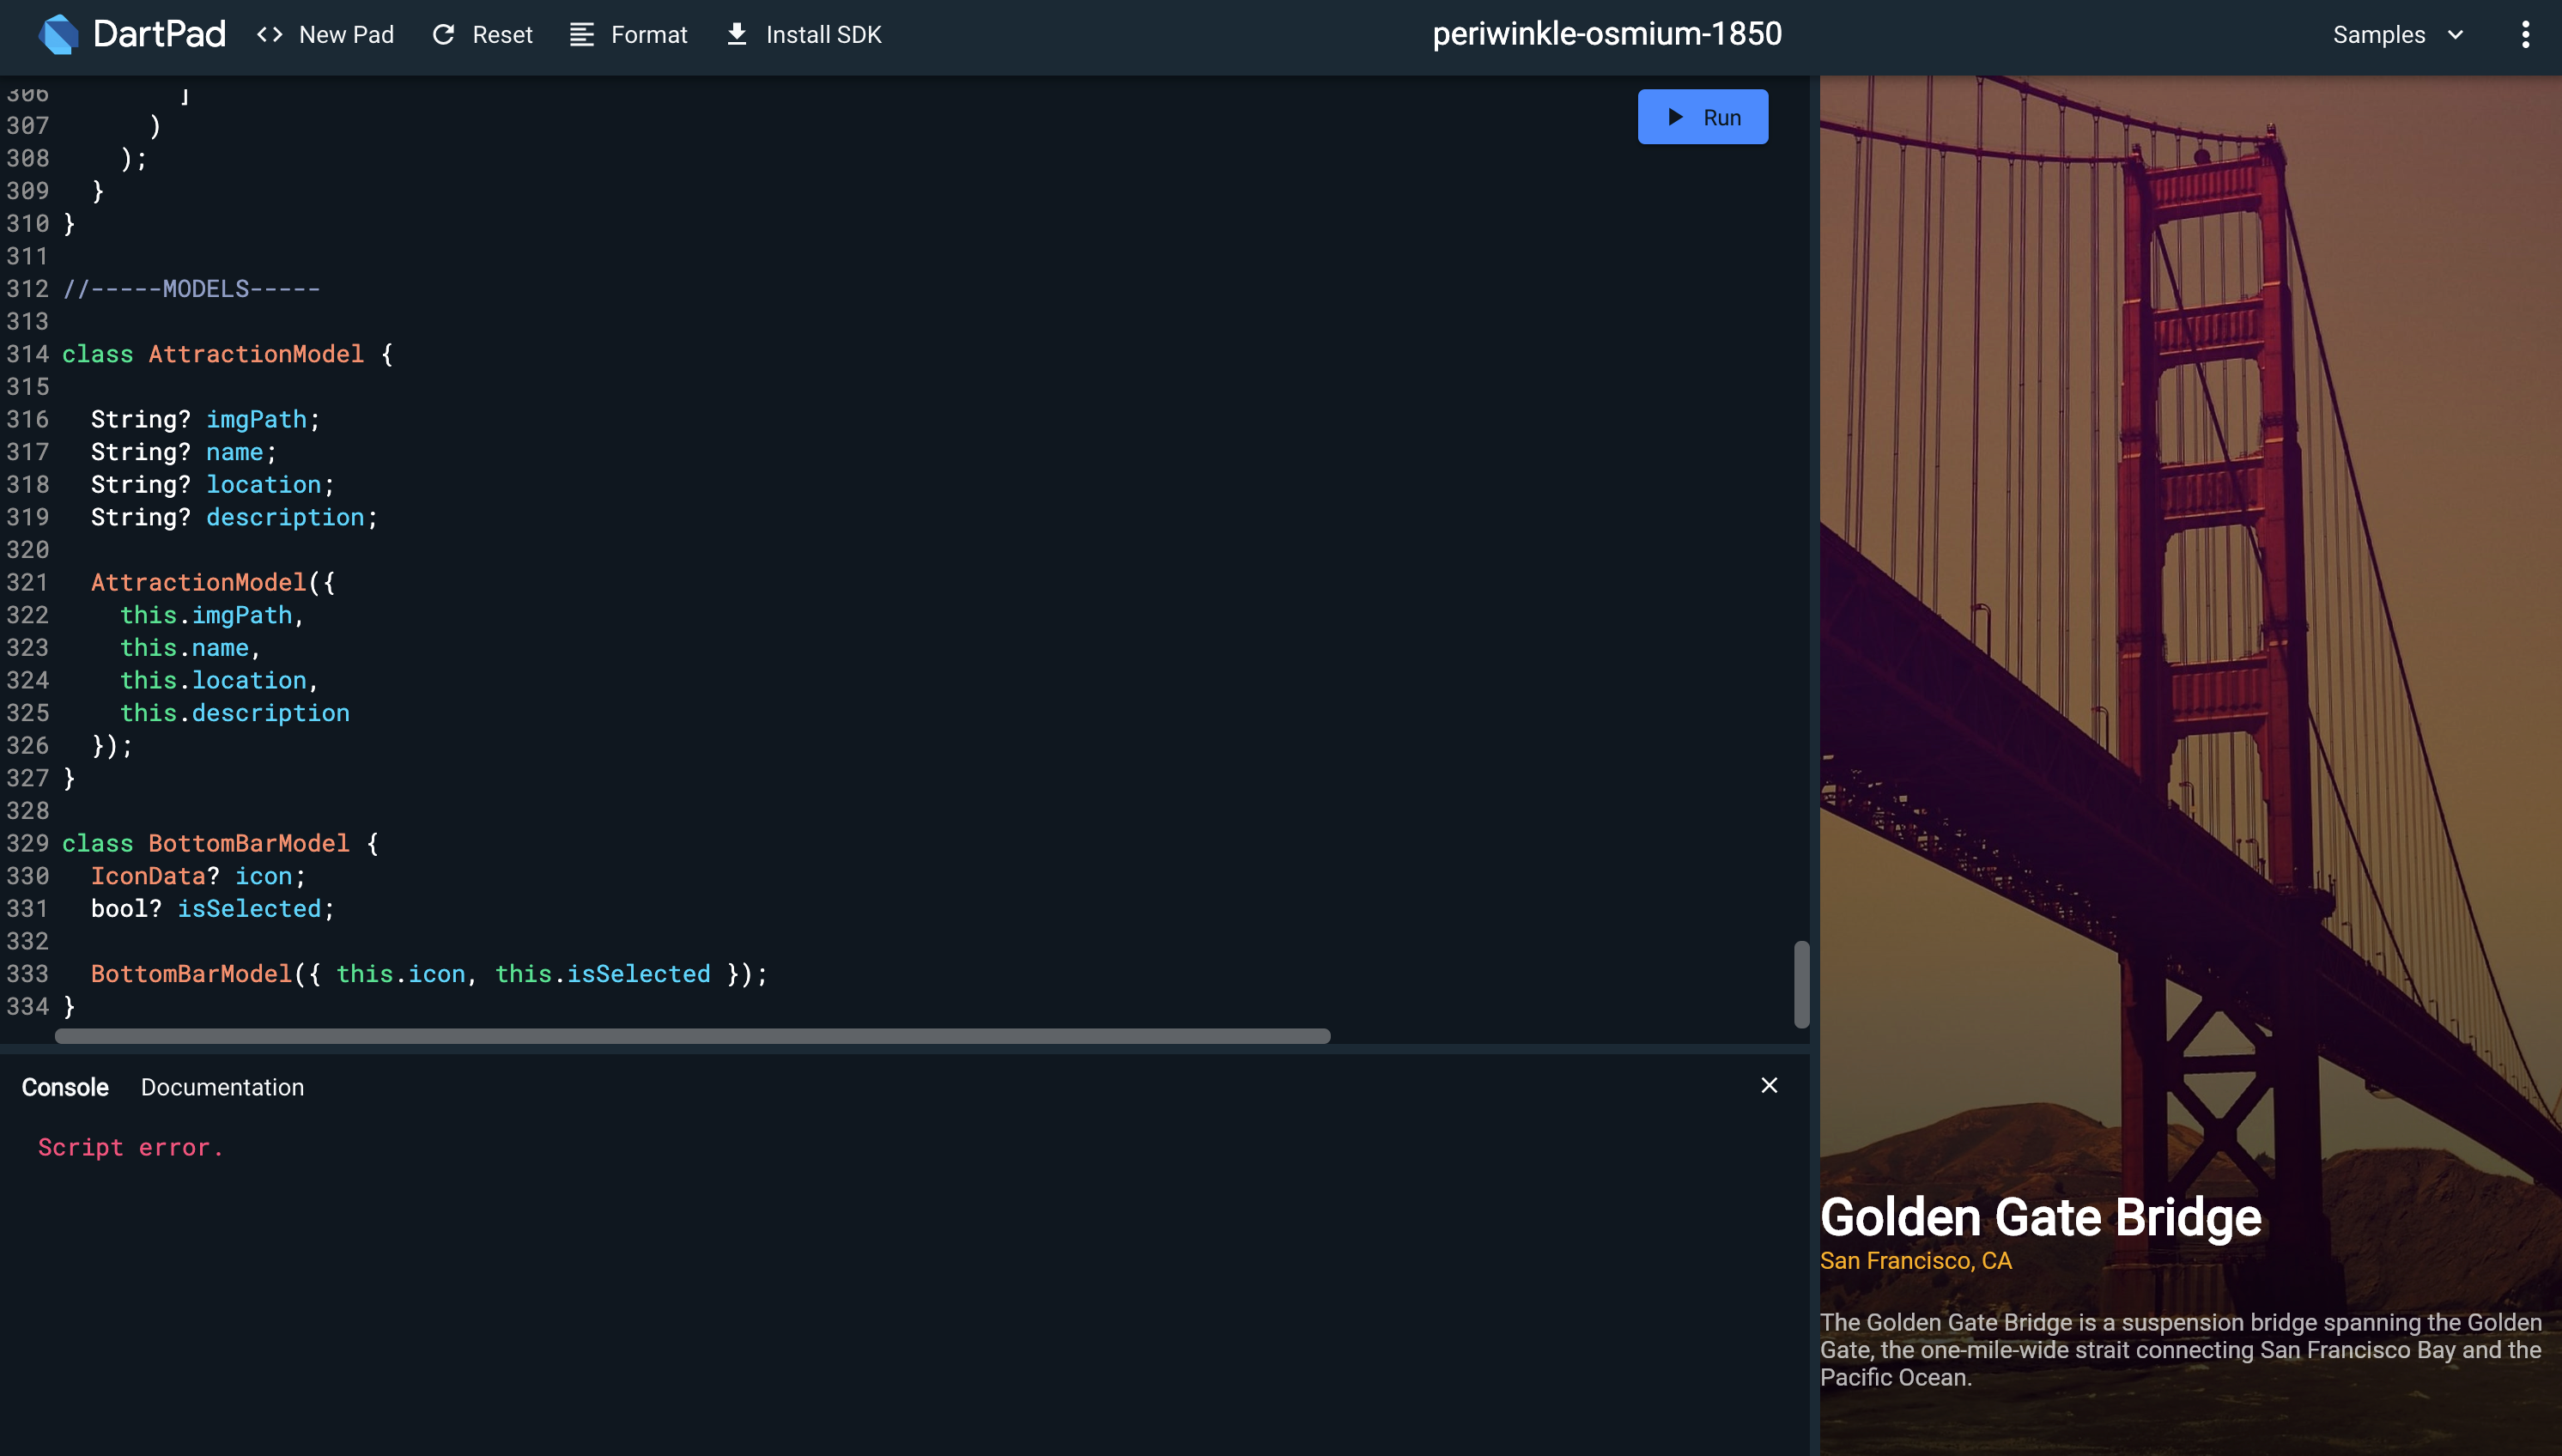 DartPad
<> New Pad
Reset
Format
Install SDK
periwinkle-osmium-1850
Samples
Run
306         ]
307       )
308     );
309   }
310 }
311
312 //-----MODELS-----
313
314 class AttractionModel {
315
316   String? imgPath;
317   String? name;
318   String? location;
319   String? description;
320
321   AttractionModel({
322     this.imgPath,
323     this.name,
324     this.location,
325     this.description
326   });
327 }
328
329 class BottomBarModel {
330   IconData? icon;
331   bool? isSelected;
332
333   BottomBarModel({ this.icon, this.isSelected });
334 }
Console
Documentation
Script error.
Golden Gate Bridge
San Francisco, CA
The Golden Gate Bridge is a suspension bridge spanning the Golden
Gate, the one-mile-wide strait connecting San Francisco Bay and the
Pacific Ocean.